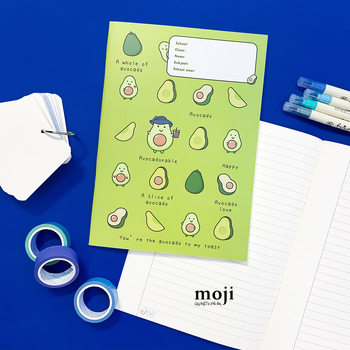 School:
Class:
Name:
Subject:
School year:
A whole of
avocado
Avocado
Avocadorable
Happy
A slice of
avocado
Avocado
love
You're the avocado to my toast
moji